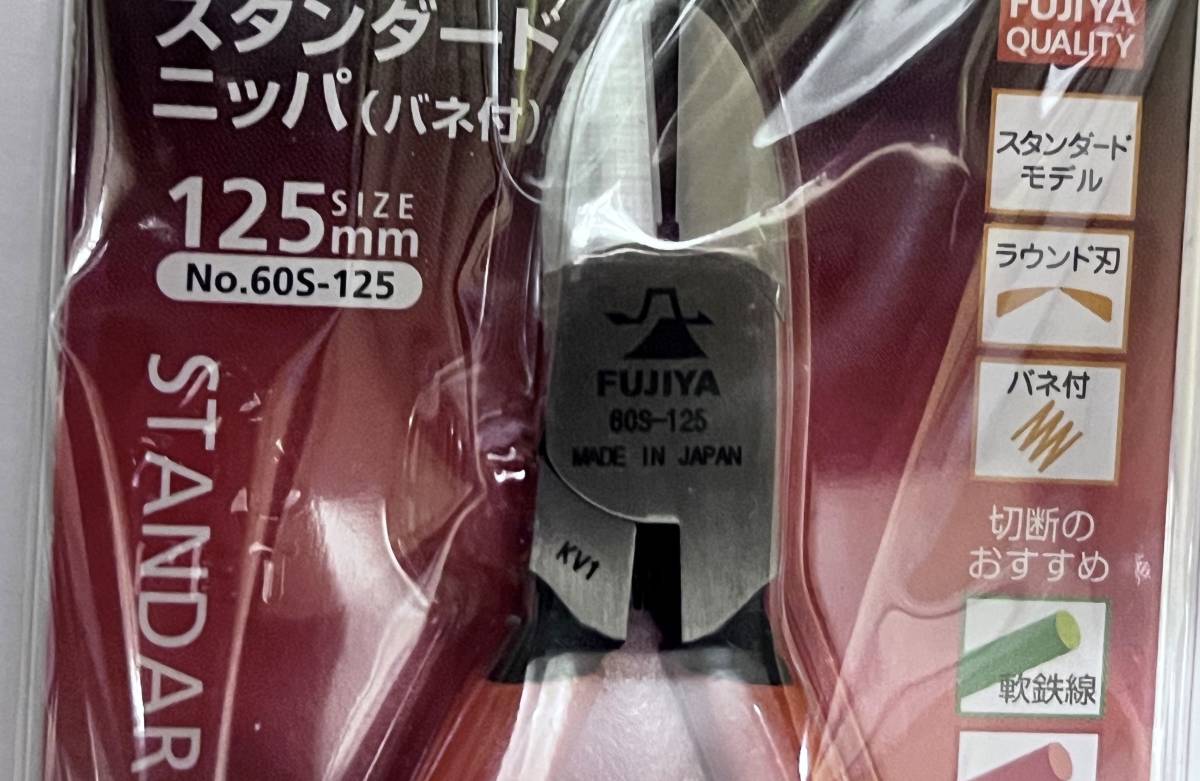 スタンダード
ニッパ(バネ付)
125 SIZE mm
No.60S-125
STANDAR
FUJIYA
60S-125
MADE IN JAPAN
KV1
FUJIYA
QUALITY
スタンダード
モデル
ラウンド刃
バネ付
切断の
おすすめ
軟鉄線